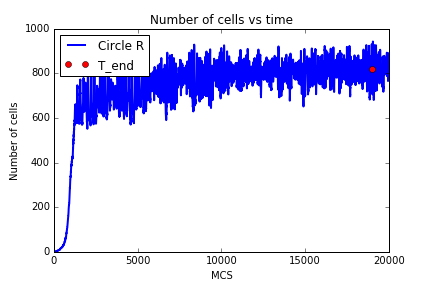 Number of cells vs time
Circle R
T_end
Number of cells
1000
800
600
400
200
0
0 5000 10000 15000 20000
MCS